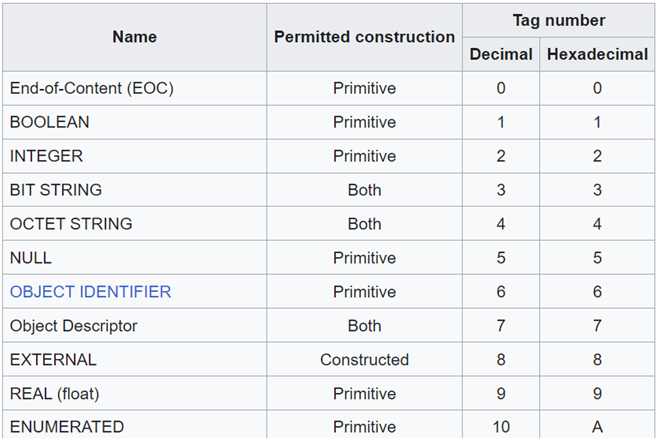 Name Permitted construction Tag number
Decimal Hexadecimal
End-of-Content (EOC) Primitive 0 0
BOOLEAN Primitive 1 1
INTEGER Primitive 2 2
BIT STRING Both 3 3
OCTET STRING Both 4 4
NULL Primitive 5 5
OBJECT IDENTIFIER Primitive 6 6
Object Descriptor Both 7 7
EXTERNAL Constructed 8 8
REAL (float) Primitive 9 9
ENUMERATED Primitive 10 A